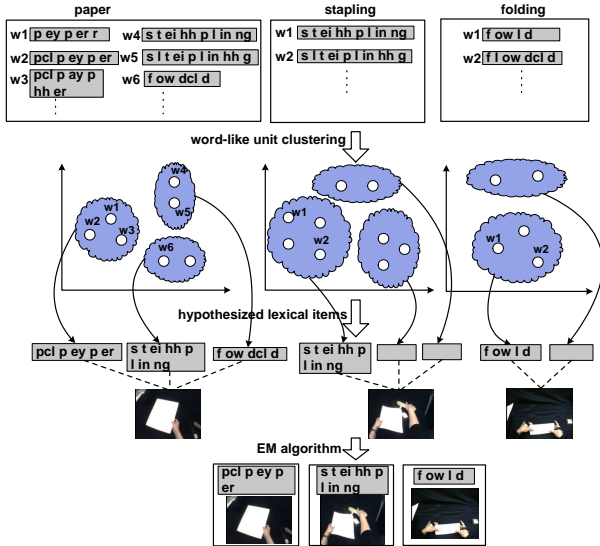 paper
stapling
folding
w1 p ey p er r
w4 s t ei hh p l in ng
w2 pcl p ey p er
w5 s l t ei p l in hh g
w3 pcl p ay p
hh er
w6 f ow dcl d
w1 s t ei hh p l in ng
w2 s l t ei p l in hh g
w1 f ow l d
w2 f l ow dcl d
word-like unit clustering
w4
w5
w1
w2
w3
w6
w1
w2
w1
w2
hypothesized lexical items
pcl p ey p er
s t ei hh p
l in ng
f ow dcl d
s t ei hh p
l in ng
f ow l d
EM algorithm
pcl p ey p
er
s t ei hh p
l in ng
f ow l d